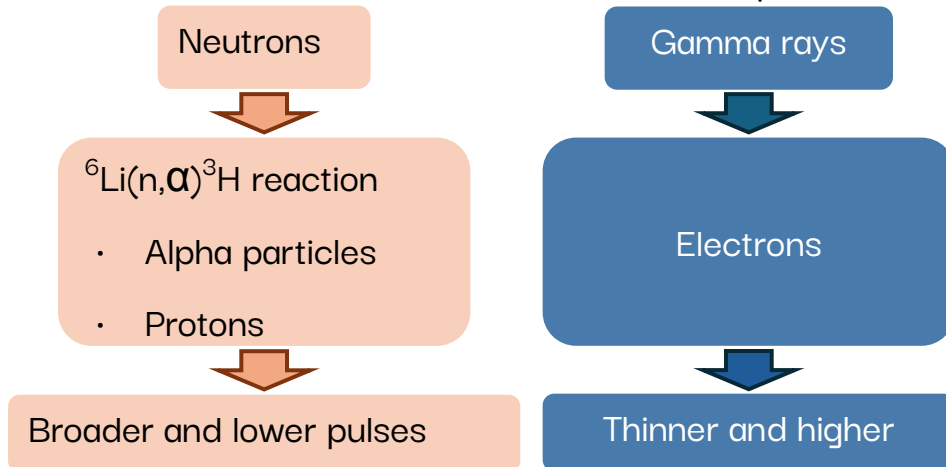 Neutrons
⁶Li(n,α)³H reaction
· Alpha particles
· Protons
Broader and lower pulses
Gamma rays
Electrons
Thinner and higher